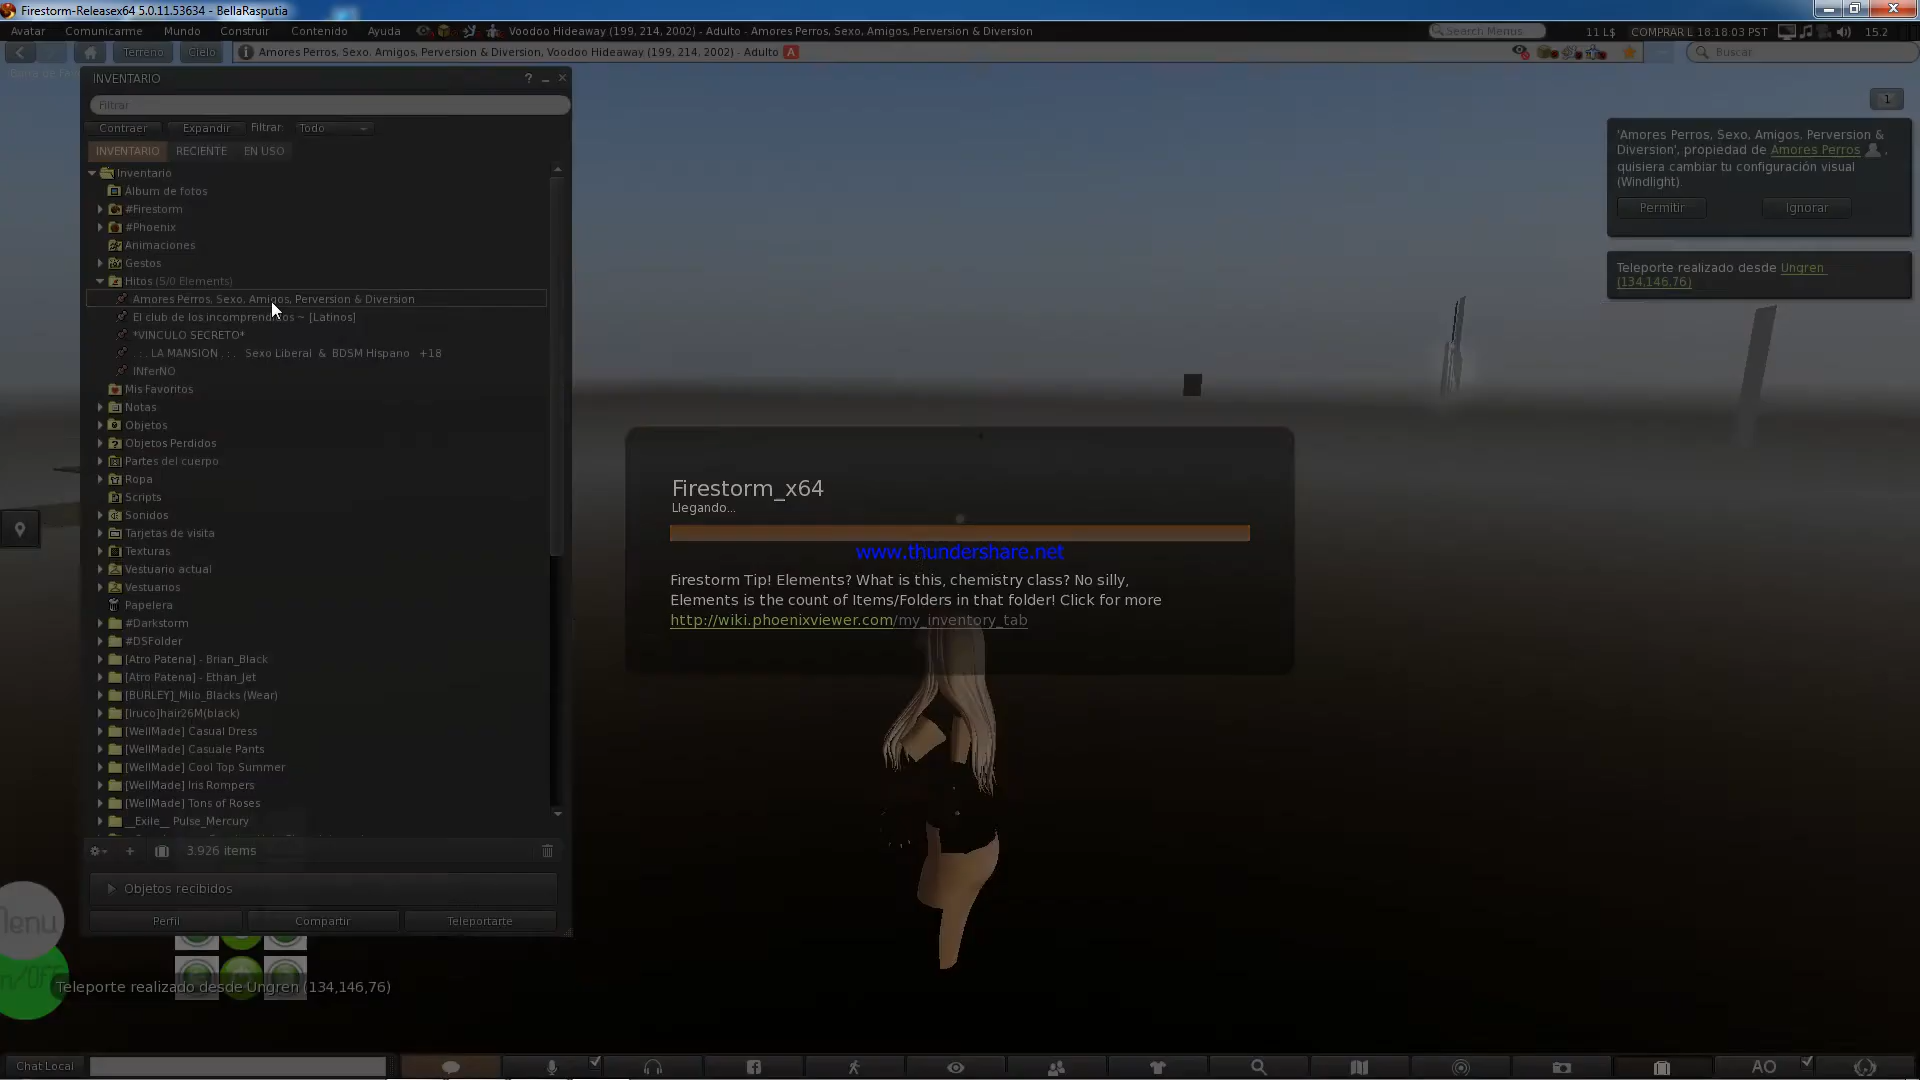 Firestorm-Releasex64 5.0.11.53634 - BellaRasputia
Avatar Comunicarme Mundo Construir Contenido Ayuda Voodoo Hideaway (199, 214, 2002) - Adulto - Amores Perros, Sexo, Amigos, Perversion & Diversion Search Menus 11 L$ COMPRAR L 18.18.03 PST 15.2
Terreno Cielo Amores Perros, Sexo, Amigos, Perversion & Diversion, Voodoo Hideaway (199, 214, 2002) - Adulto A Buscar
INVENTARIO ?
Filtrar
Contraer Expandir Filtrar: Todo
INVENTARIO RECIENTE EN USO
Inventario
Álbum de fotos
#Firestorm
#Phoenix
Animaciones
Gestos
Hitos (5/0 Elements)
Amores Perros, Sexo, Amigos, Perversion & Diversion
El club de los incomprendidos ~ [Latinos]
*VINCULO SECRETO*
. : . LA MANSION . : . Sexo Liberal & BDSM Hispano +18
INferNO
Mis Favoritos
Notas
Objetos
Objetos Perdidos
Partes del cuerpo
Ropa
Scripts
Sonidos
Tarjetas de visita
Texturas
Vestuario actual
Vestuarios
Papelera
#Darkstorm
#DSFolder
[Atro Patena] - Brian_Black
[Atro Patena] - Ethan_Jet
[BURLEY]_Milo_Blacks (Wear)
[Iruco]hair26M(black)
[WellMade] Casual Dress
[WellMade] Casuale Pants
[WellMade] Cool Top Summer
[WellMade] Iris Rompers
[WellMade] Tons of Roses
__Exile__ Pulse_Mercury
3.926 items
Objetos recibidos
Perfil Compartir Teleportarte
1
'Amores Perros, Sexo, Amigos, Perversion &
Diversion', propiedad de Amores Perros ,
quisiera cambiar tu configuración visual
(Windlight).
Permitir Ignorar
Teleporte realizado desde Ungren
(134,146,76)
Firestorm_x64
Llegando...
www.thundershare.net
Firestorm Tip! Elements? What is this, chemistry class? No silly,
Elements is the count of Items/Folders in that folder! Click for more
http://wiki.phoenixviewer.com/my_inventory_tab
Menu
Teleporte realizado desde Ungren (134,146,76)
Chat Local AO